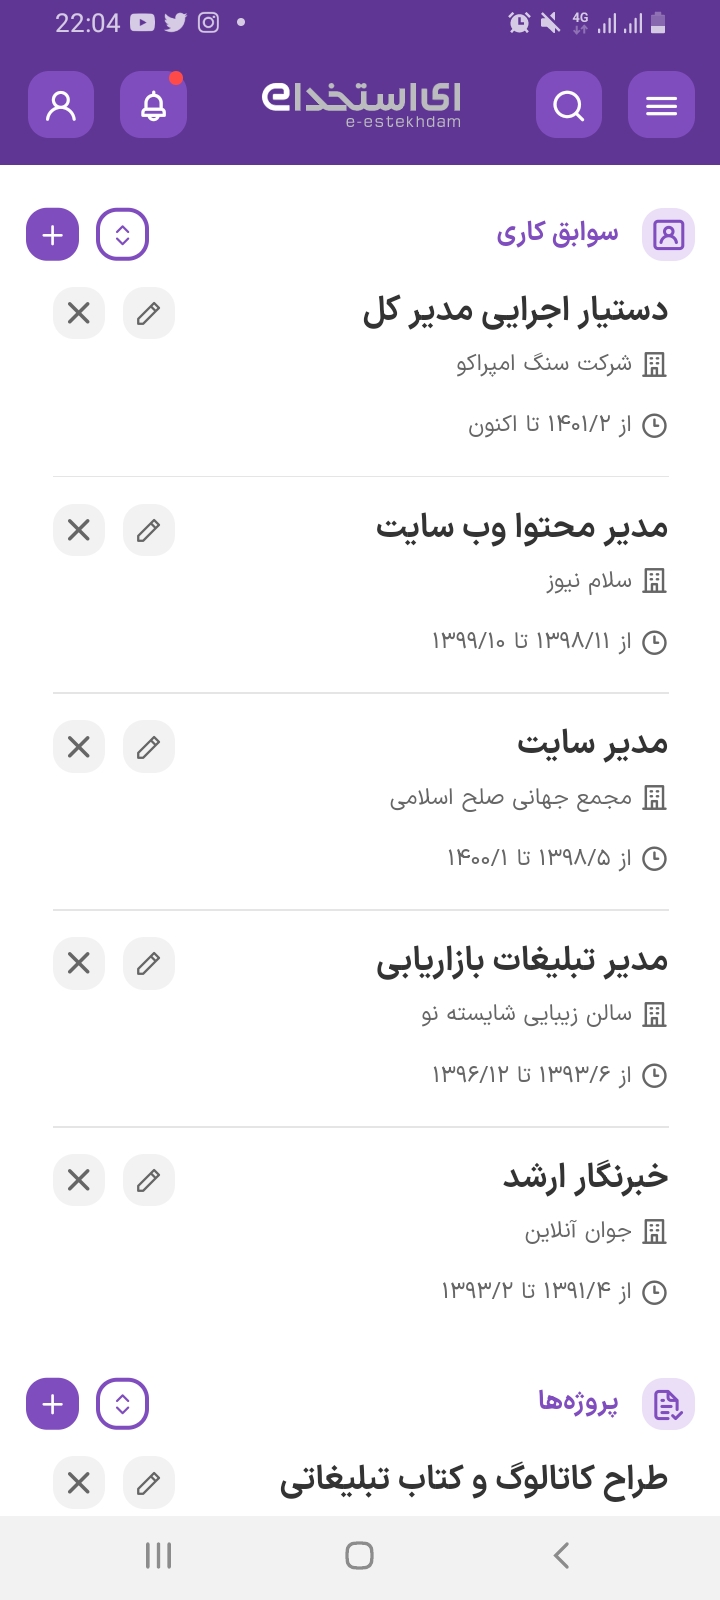 22:04
4G
ای‌استخدام
e-estekhdam
سوابق کاری
دستیار اجرایی مدیر کل
شرکت سنگ امپراکو
از ۱۴۰۱/۲ تا اکنون
مدیر محتوا وب سایت
سلام نیوز
از ۱۳۹۸/۱۱ تا ۱۳۹۹/۱۰
مدیر سایت
مجمع جهانی صلح اسلامی
از ۱۳۹۸/۵ تا ۱۴۰۰/۱
مدیر تبلیغات بازاریابی
سالن زیبایی شایسته نو
از ۱۳۹۳/۶ تا ۱۳۹۶/۱۲
خبرنگار ارشد
جوان آنلاین
از ۱۳۹۱/۴ تا ۱۳۹۳/۲
پروژه‌ها
طراح کاتالوگ و کتاب تبلیغاتی